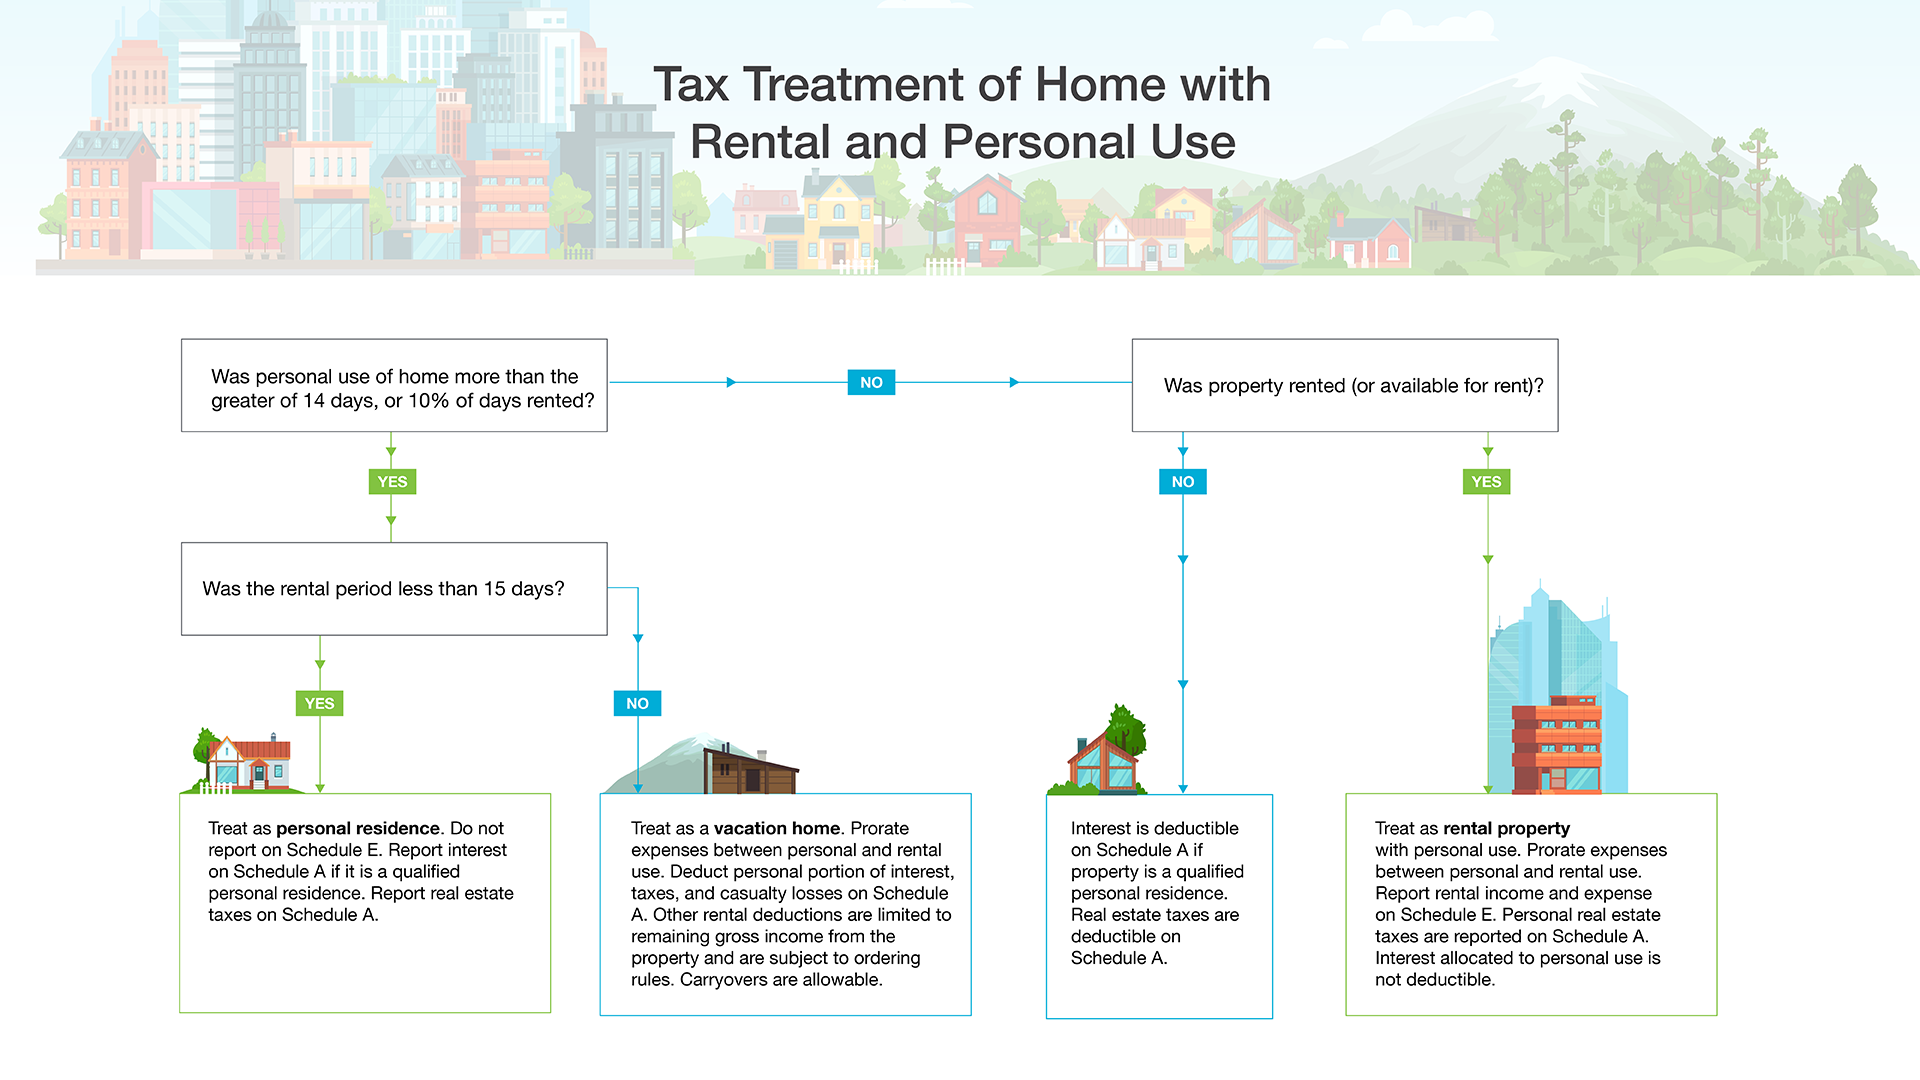 Tax Treatment of Home with
Rental and Personal Use
Was personal use of home more than the
greater of 14 days, or 10% of days rented?
NO
Was property rented (or available for rent)?
YES
NO
YES
Was the rental period less than 15 days?
YES
NO
Treat as personal residence. Do not
report on Schedule E. Report interest
on Schedule A if it is a qualified
personal residence. Report real estate
taxes on Schedule A.
Treat as a vacation home. Prorate
expenses between personal and rental
use. Deduct personal portion of interest,
taxes, and casualty losses on Schedule
A. Other rental deductions are limited to
remaining gross income from the
property and are subject to ordering
rules. Carryovers are allowable.
Interest is deductible
on Schedule A if
property is a qualified
personal residence.
Real estate taxes are
deductible on
Schedule A.
Treat as rental property
with personal use. Prorate expenses
between personal and rental use.
Report rental income and expense
on Schedule E. Personal real estate
taxes are reported on Schedule A.
Interest allocated to personal use is
not deductible.